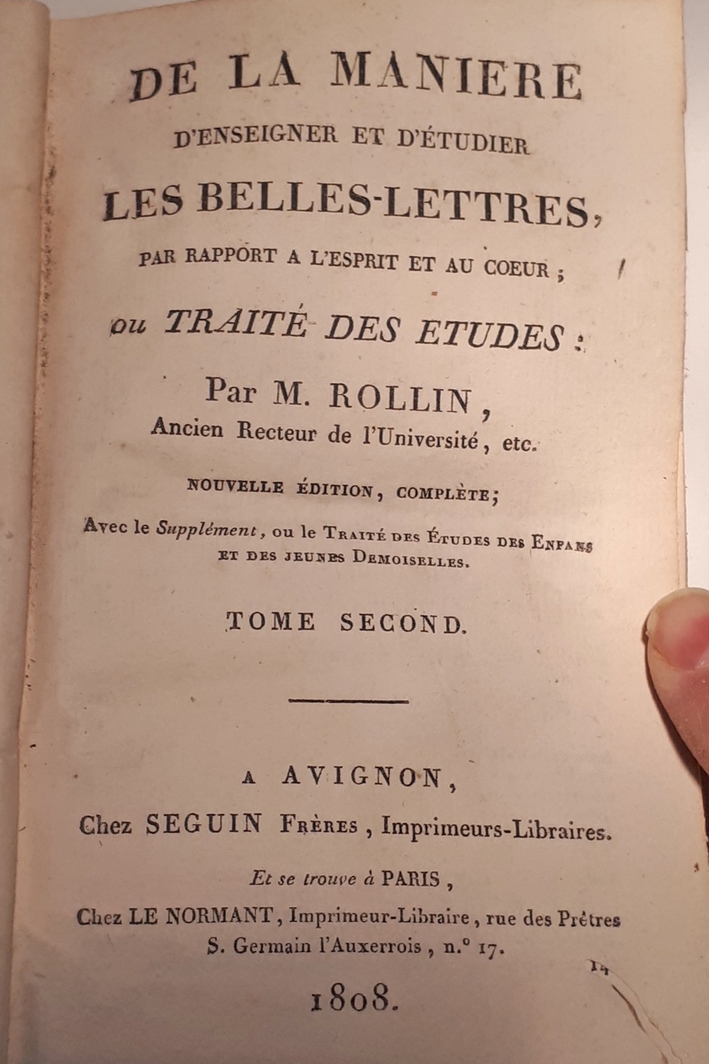 DE LA MANIERE
D'ENSEIGNER ET D'ÉTUDIER
LES BELLES-LETTRES,
PAR RAPPORT A L'ESPRIT ET AU COEUR ;
ou TRAITÉ DES ETUDES :
Par M. ROLLIN,
Ancien Recteur de l'Université, etc.
NOUVELLE ÉDITION, COMPLÈTE;
Avec le Supplément, ou le TRAITÉ DES ÉTUDES DES ENFANS
ET DES JEUNES DEMOISELLES.
TOME SECOND.
A AVIGNON,
Chez SEGUIN FRÈRES, Imprimeurs-Libraires.
Et se trouve à PARIS,
Chez LE NORMANT, Imprimeur-Libraire, rue des Prêtres
S. Germain l'Auxerrois, n.º 17.
1808.